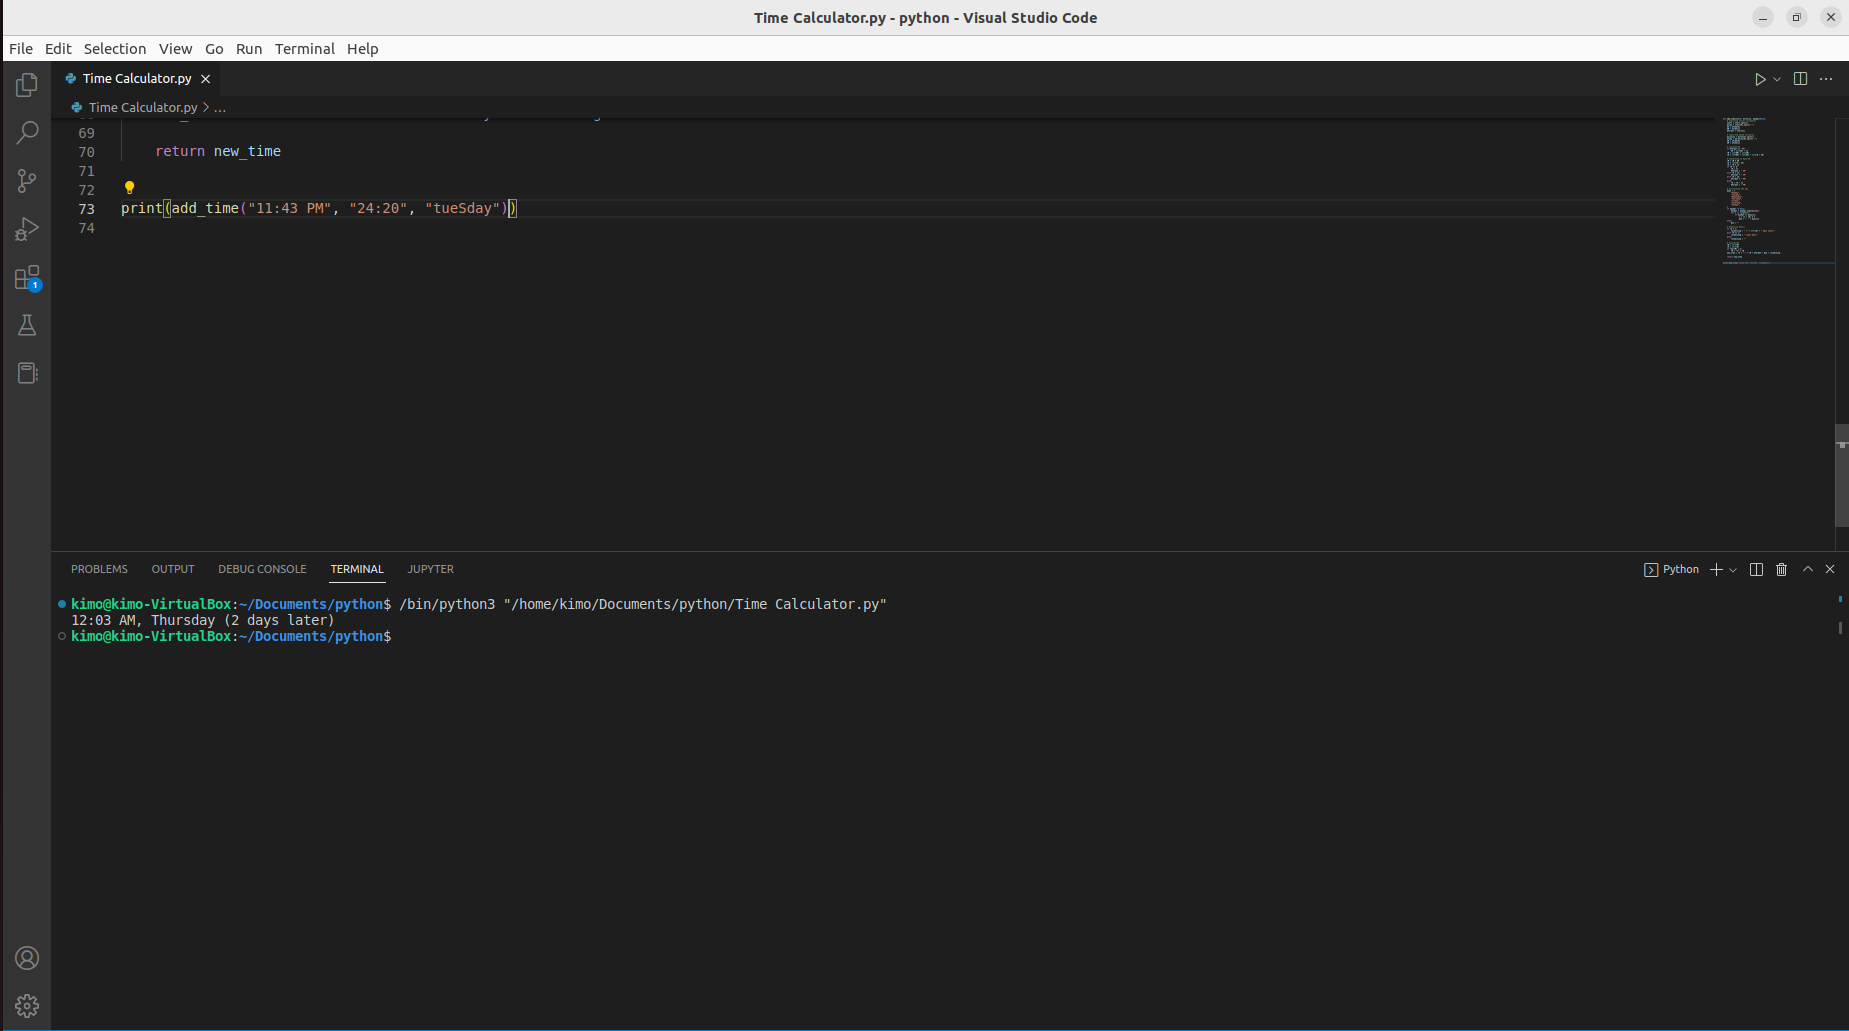 Time Calculator.py - python - Visual Studio Code
File Edit Selection View Go Run Terminal Help
Time Calculator.py
Time Calculator.py > ...
69
70 return new_time
71
72
73 print(add_time("11:43 PM", "24:20", "tueSday"))
74
1
PROBLEMS OUTPUT DEBUG CONSOLE TERMINAL JUPYTER
Python
kimo@kimo-VirtualBox:~/Documents/python$ /bin/python3 "/home/kimo/Documents/python/Time Calculator.py"
12:03 AM, Thursday (2 days later)
kimo@kimo-VirtualBox:~/Documents/python$